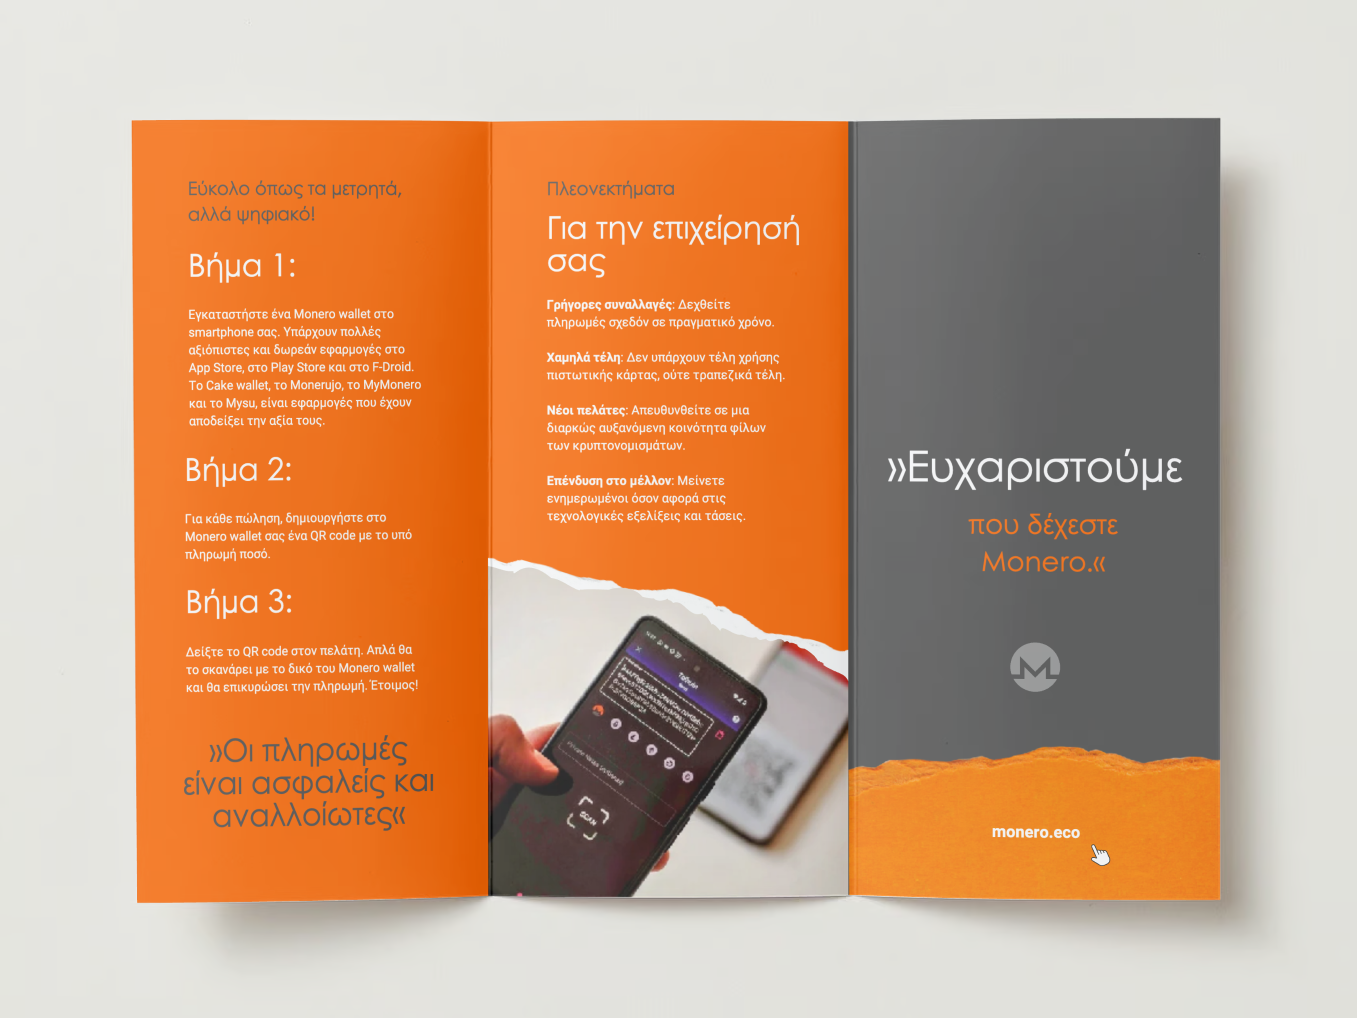 Εύκολο όπως τα μετρητά,
αλλά ψηφιακό!
Βήμα 1:
Εγκαταστήστε ένα Monero wallet στο
smartphone σας. Υπάρχουν πολλές
αξιόπιστες και δωρεάν εφαρμογές στο
App Store, στο Play Store και στο F-Droid.
Το Cake wallet, το Monerujo, το MyMonero
και το Mysu, είναι εφαρμογές που έχουν
αποδείξει την αξία τους.
Βήμα 2:
Για κάθε πώληση, δημιουργήστε στο
Monero wallet σας ένα QR code με το υπό
πληρωμή ποσό.
Βήμα 3:
Δείξτε το QR code στον πελάτη. Απλά θα
το σκανάρει με το δικό του Monero wallet
και θα επικυρώσει την πληρωμή. Έτοιμος!
»Οι πληρωμές
είναι ασφαλείς και
αναλλοίωτες«
Πλεονεκτήματα
Για την επιχείρησή
σας
Γρήγορες συναλλαγές: Δεχθείτε
πληρωμές σχεδόν σε πραγματικό χρόνο.
Χαμηλά τέλη: Δεν υπάρχουν τέλη χρήσης
πιστωτικής κάρτας, ούτε τραπεζικά τέλη.
Νέοι πελάτες: Απευθυνθείτε σε μια
διαρκώς αυξανόμενη κοινότητα φίλων
των κρυπτονομισμάτων.
Επένδυση στο μέλλον: Μείνετε
ενημερωμένοι όσον αφορά στις
τεχνολογικές εξελίξεις και τάσεις.
SCAN
»Ευχαριστούμε
που δέχεστε
Monero.«
monero.eco